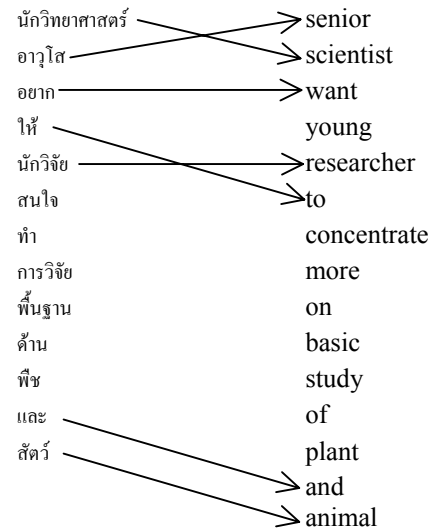 นักวิทยาศาสตร์ senior
อาวุโส scientist
อยาก want
ให้ young
นักวิจัย researcher
สนใจ to
ทำ concentrate
การวิจัย more
พื้นฐาน on
ด้าน basic
พืช study
และ of
สัตว์ plant
and
animal